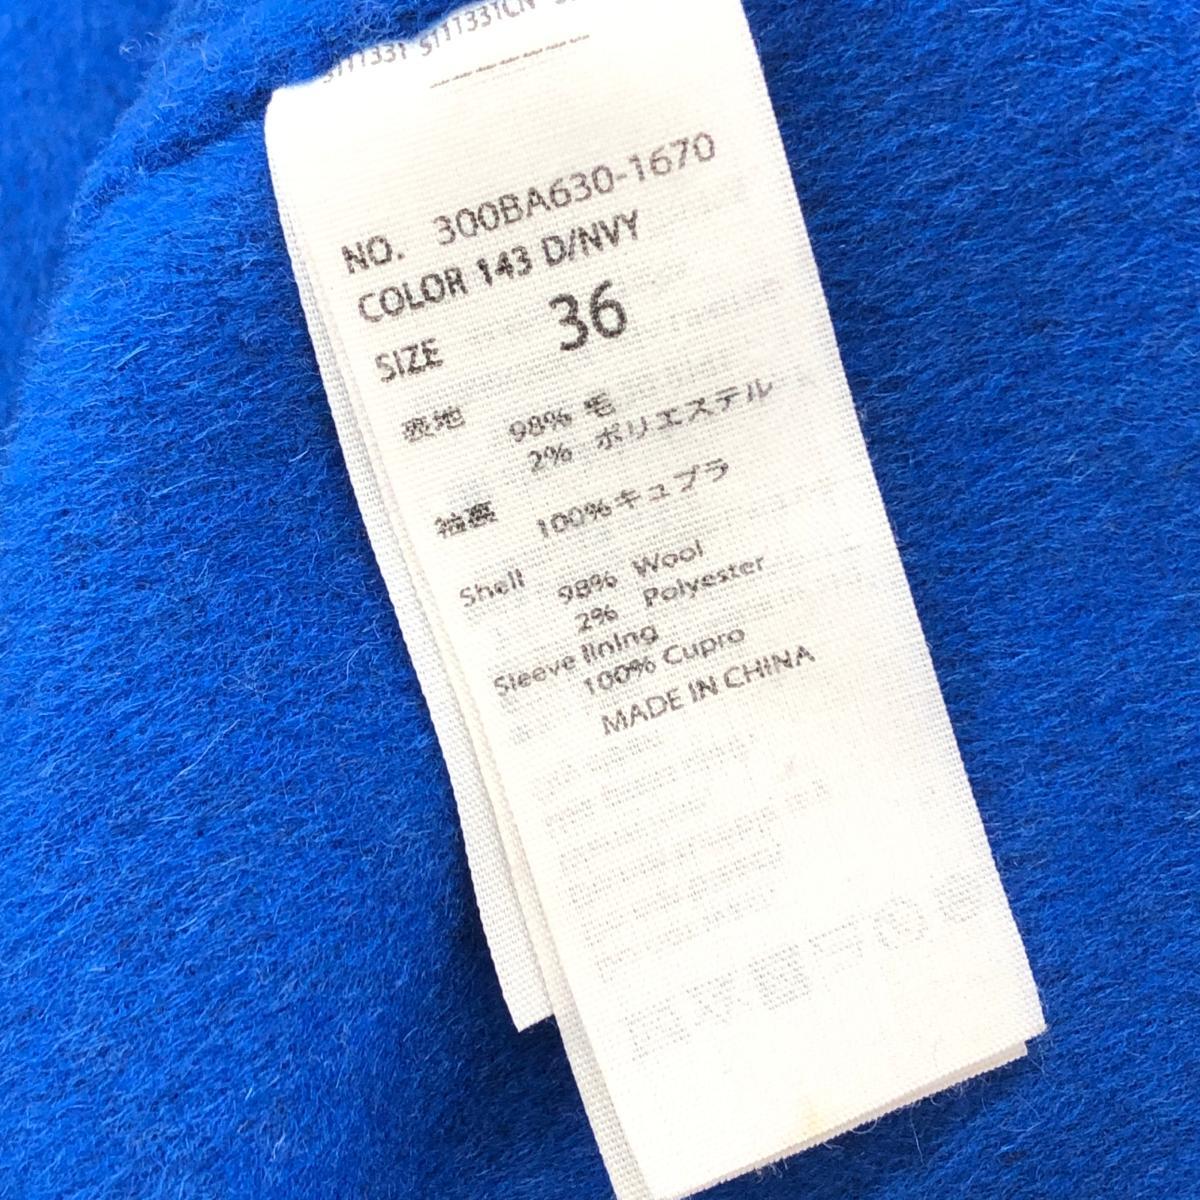 S111331 S111331CN
NO. 300BA630-1670
COLOR 143 D/NVY
SIZE 36
表地 98% 毛
2% ポリエステル
袖裏 100%キュプラ
Shell 98% Wool
2% Polyester
Sleeve lining
100% Cupro
MADE IN CHINA